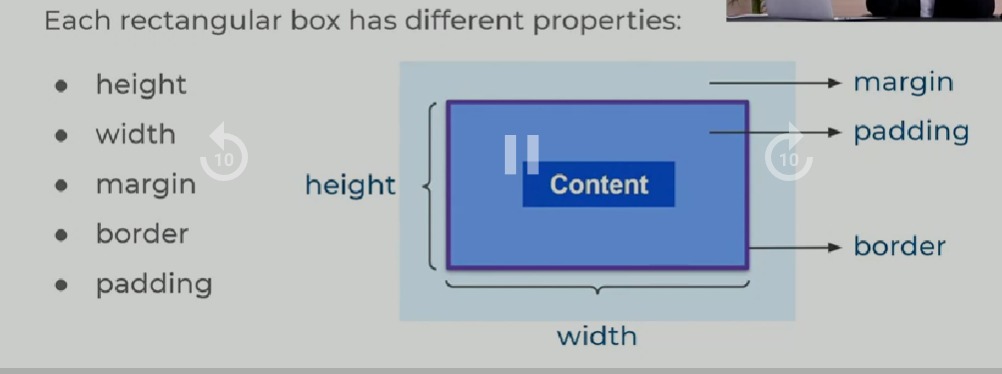 Each rectangular box has different properties:
• height
• width
• margin
• border
• padding
margin
padding
height
Content
border
width
10
10